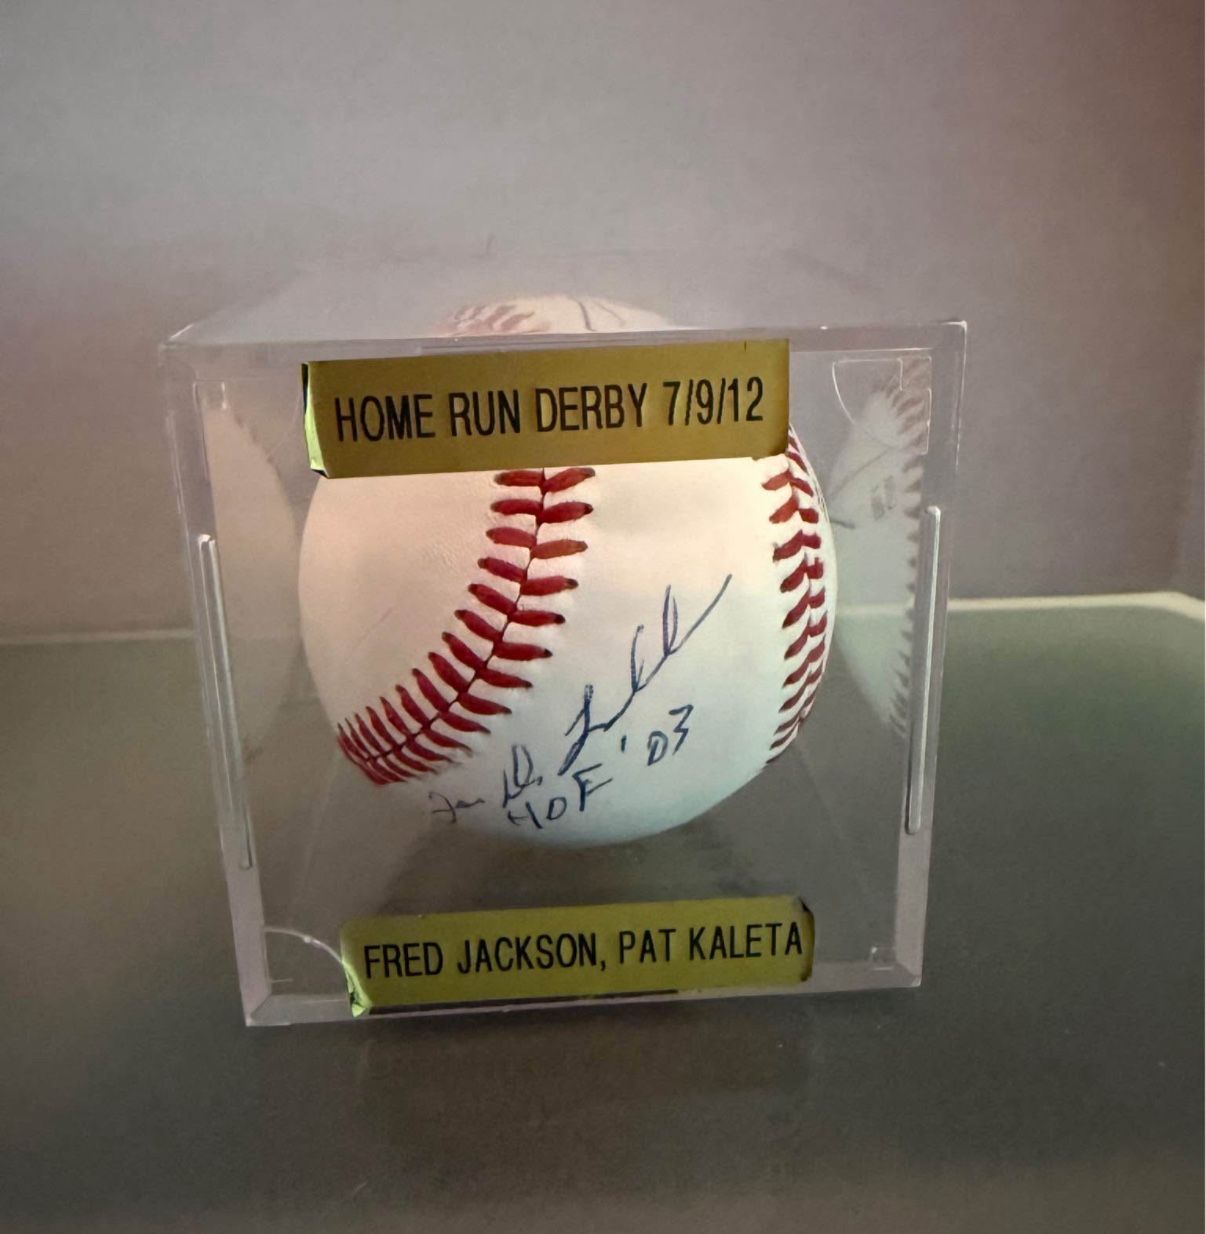 HOME RUN DERBY 7/9/12
HOF '03
FRED JACKSON, PAT KALETA